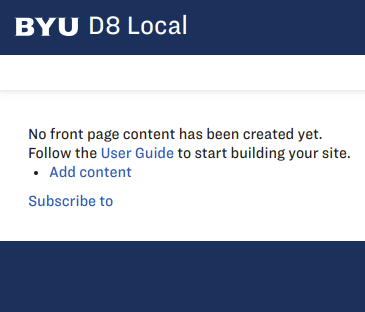 BYU D8 Local
No front page content has been created yet.
Follow the User Guide to start building your site.
• Add content
Subscribe to